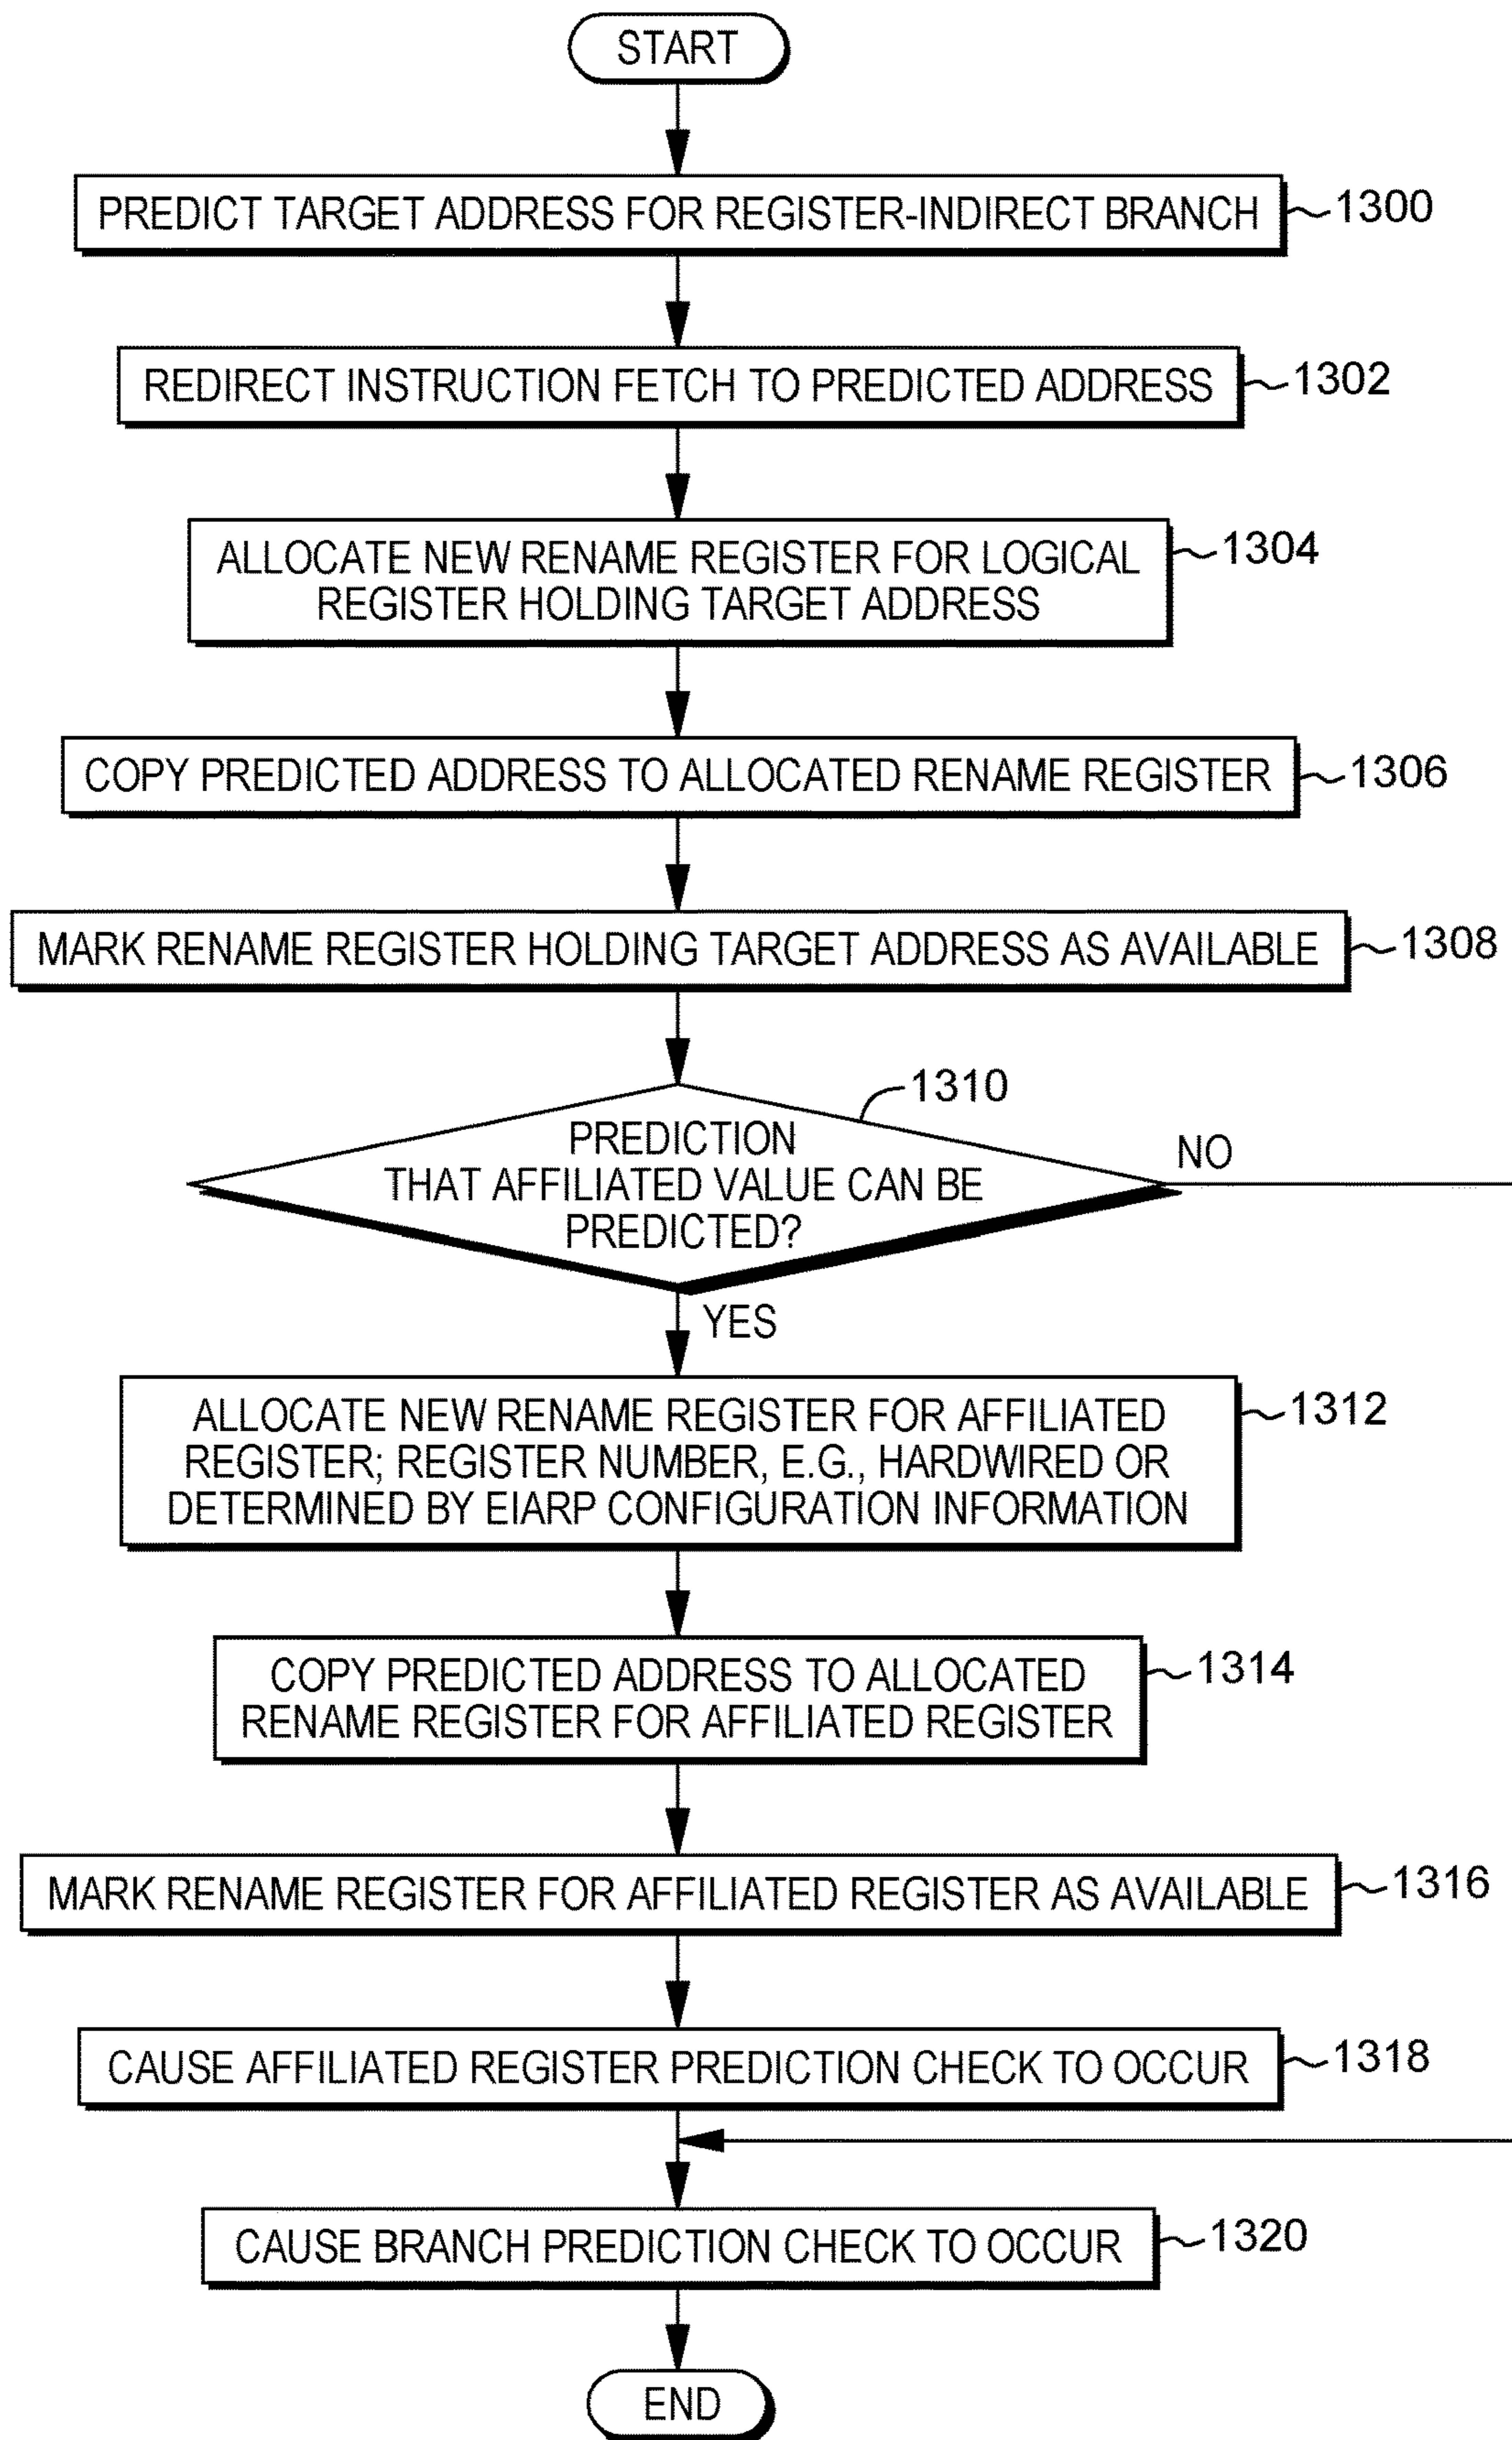 START
PREDICT TARGET ADDRESS FOR REGISTER-INDIRECT BRANCH
1300
REDIRECT INSTRUCTION FETCH TO PREDICTED ADDRESS
1302
ALLOCATE NEW RENAME REGISTER FOR LOGICAL
REGISTER HOLDING TARGET ADDRESS
1304
COPY PREDICTED ADDRESS TO ALLOCATED RENAME REGISTER
1306
MARK RENAME REGISTER HOLDING TARGET ADDRESS AS AVAILABLE
1308
1310
PREDICTION
THAT AFFILIATED VALUE CAN BE
PREDICTED?
NO
YES
ALLOCATE NEW RENAME REGISTER FOR AFFILIATED
REGISTER; REGISTER NUMBER, E.G., HARDWIRED OR
DETERMINED BY EIARP CONFIGURATION INFORMATION
1312
COPY PREDICTED ADDRESS TO ALLOCATED
RENAME REGISTER FOR AFFILIATED REGISTER
1314
MARK RENAME REGISTER FOR AFFILIATED REGISTER AS AVAILABLE
1316
CAUSE AFFILIATED REGISTER PREDICTION CHECK TO OCCUR
1318
CAUSE BRANCH PREDICTION CHECK TO OCCUR
1320
END